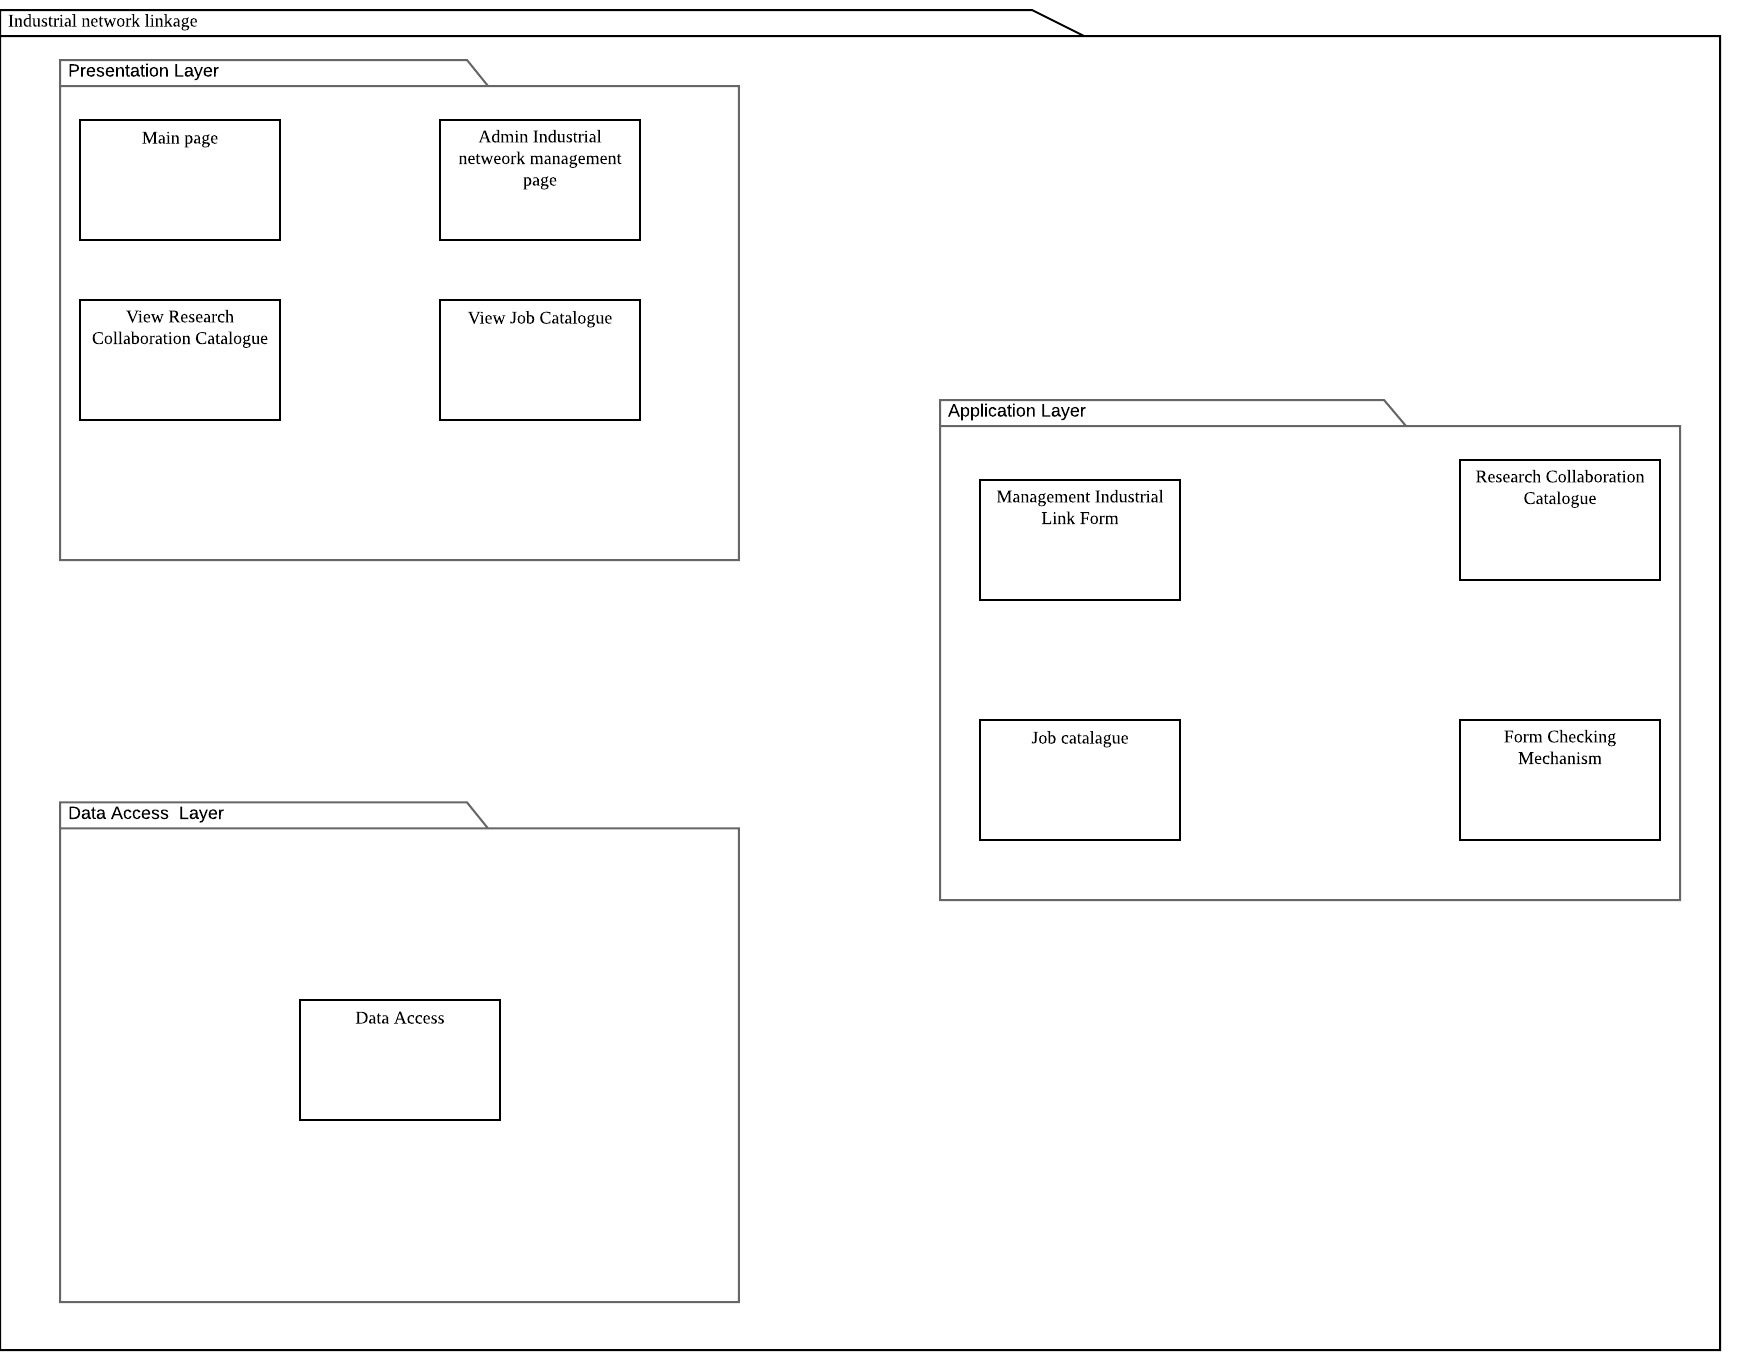 Industrial network linkage
Presentation Layer
Main page
Admin Industrial
netweork management
page
View Research
Collaboration Catalogue
View Job Catalogue
Application Layer
Management Industrial
Link Form
Research Collaboration
Catalogue
Job catalague
Form Checking
Mechanism
Data Access  Layer
Data Access